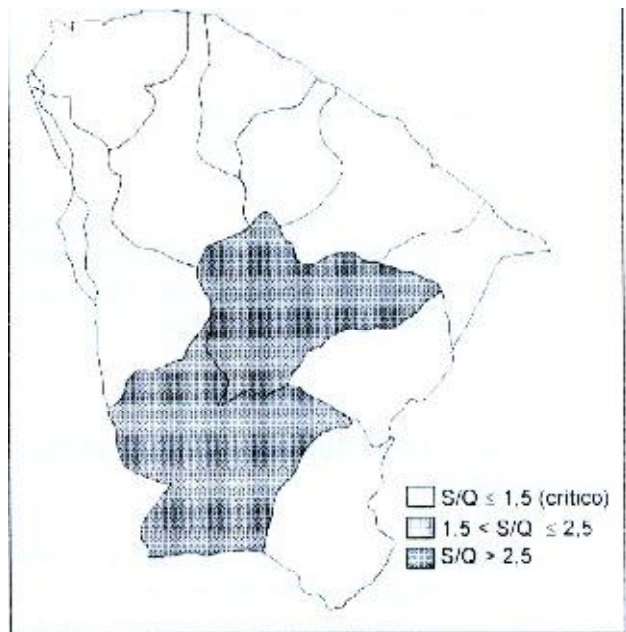 S/Q ≤ 1,5 (crítico)
1.5 < S/Q ≤ 2,5
S/Q > 2,5